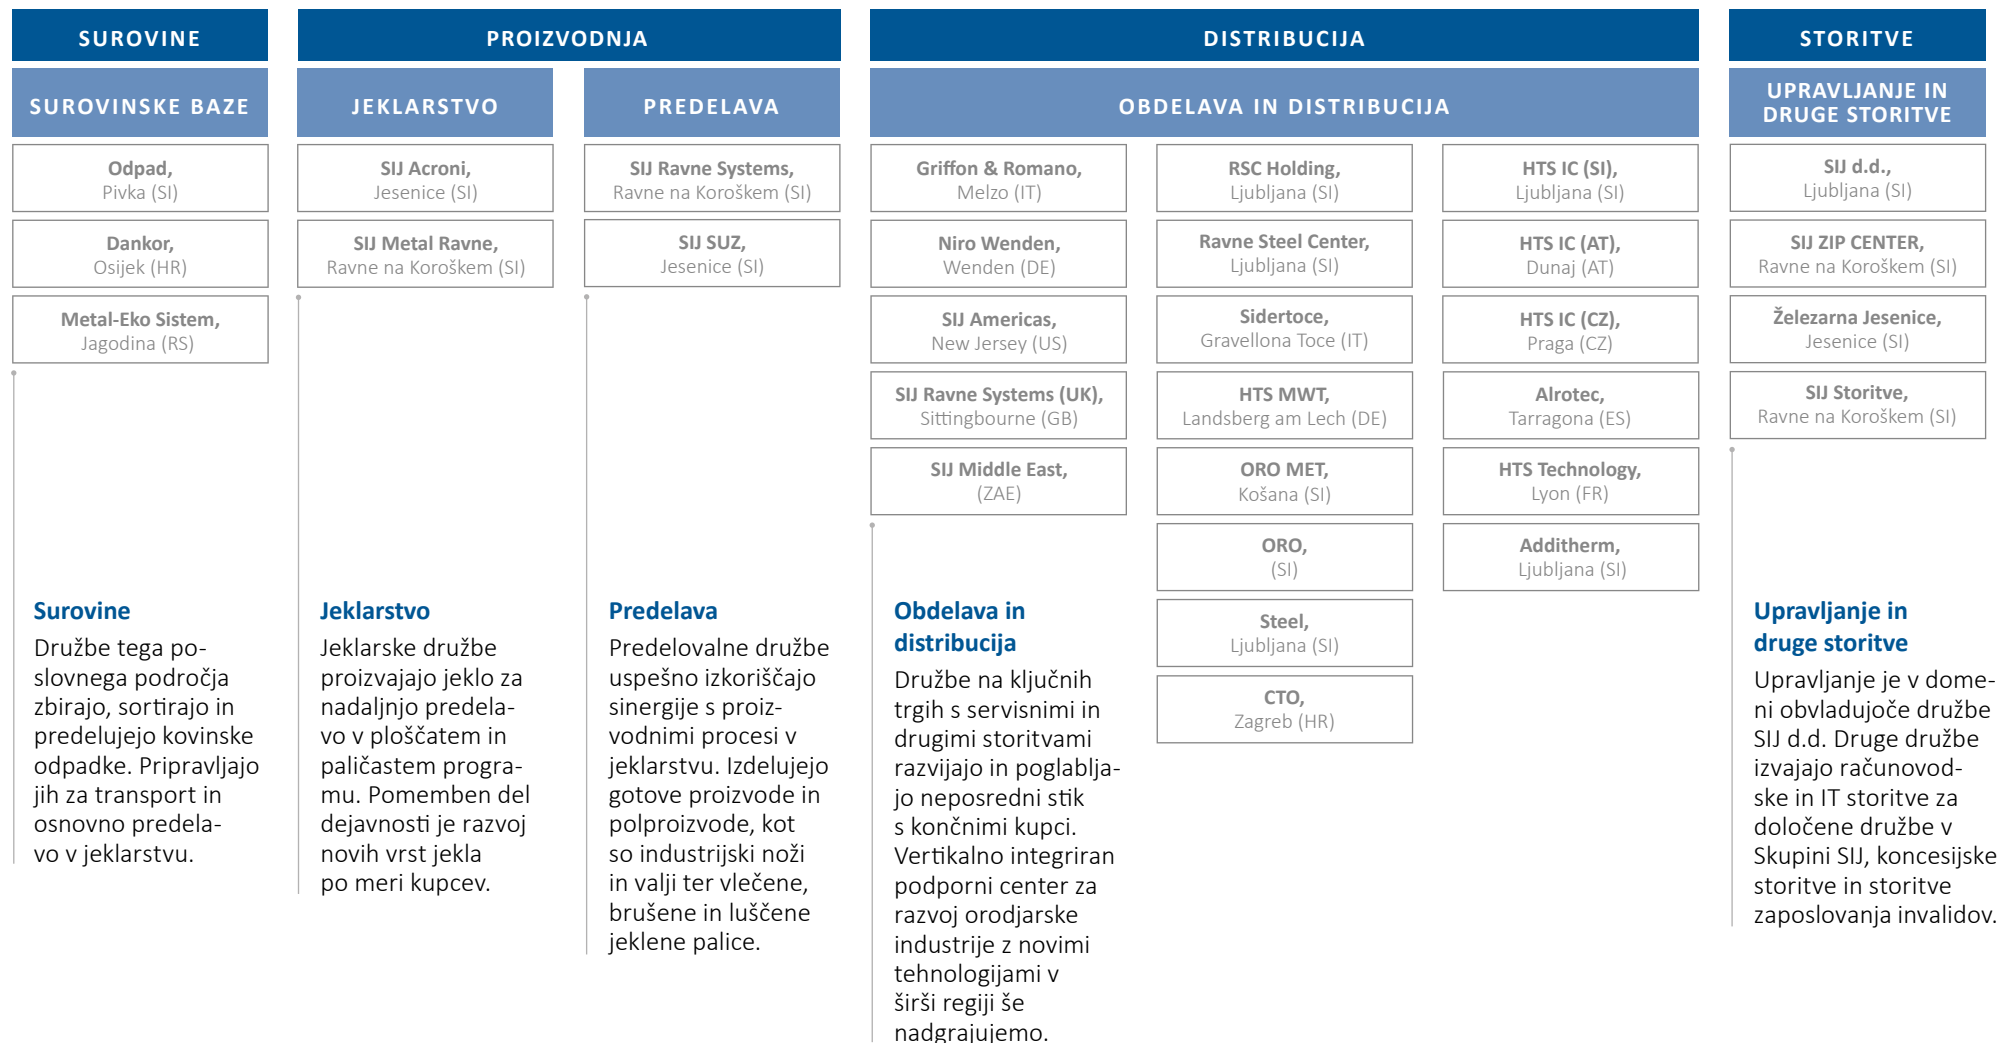 SUROVINE
SUROVINSKE BAZE
Odpad,
Pivka (SI)
Dankor,
Osijek (HR)
Metal-Eko Sistem,
Jagodina (RS)
Surovine
Družbe tega po-
slovnega področja
zbirajo, sortirajo in
predelujejo kovinske
odpadke. Pripravljajo
jih za transport in
osnovno predela-
vo v jeklarstvu.
PROIZVODNJA
JEKLARSTVO
SIJ Acroni,
Jesenice (SI)
SIJ Metal Ravne,
Ravne na Koroškem (SI)
Jeklarstvo
Jeklarske družbe
proizvajajo jeklo za
nadaljnjo predela-
vo v ploščatem in
paličastem progra-
mu. Pomemben del
dejavnosti je razvoj
novih vrst jekla
po meri kupcev.
PREDELAVA
SIJ Ravne Systems,
Ravne na Koroškem (SI)
SIJ SUZ,
Jesenice (SI)
Predelava
Predelovalne družbe
uspešno izkoriščajo
sinergije s proiz-
vodnimi procesi v
jeklarstvu. Izdelujejo
gotove proizvode in
polproizvode, kot
so industrijski noži
in valji ter vlečene,
brušene in luščene
jeklene palice.
DISTRIBUCIJA
OBDELAVA IN DISTRIBUCIJA
Griffon & Romano,
Melzo (IT)
Niro Wenden,
Wenden (DE)
SIJ Americas,
New Jersey (US)
SIJ Ravne Systems (UK),
Sittingbourne (GB)
SIJ Middle East,
(ZAE)
Obdelava in
distribucija
Družbe na ključnih
trgih s servisnimi in
drugimi storitvami
razvijajo in poglablja-
jo neposredni stik
s končnimi kupci.
Vertikalno integriran
podporni center za
razvoj orodjarske
industrije z novimi
tehnologijami v
širši regiji še
nadgrajujemo.
RSC Holding,
Ljubljana (SI)
Ravne Steel Center,
Ljubljana (SI)
Sidertoce,
Gravellona Toce (IT)
HTS MWT,
Landsberg am Lech (DE)
ORO MET,
Košana (SI)
ORO,
(SI)
Steel,
Ljubljana (SI)
CTO,
Zagreb (HR)
HTS IC (SI),
Ljubljana (SI)
HTS IC (AT),
Dunaj (AT)
HTS IC (CZ),
Praga (CZ)
Alrotec,
Tarragona (ES)
HTS Technology,
Lyon (FR)
Additherm,
Ljubljana (SI)
STORITVE
UPRAVLJANJE IN
DRUGE STORITVE
SIJ d.d.,
Ljubljana (SI)
SIJ ZIP CENTER,
Ravne na Koroškem (SI)
Železarna Jesenice,
Jesenice (SI)
SIJ Storitve,
Ravne na Koroškem (SI)
Upravljanje in
druge storitve
Upravljanje je v dome-
ni obvladujoče družbe
SIJ d.d. Druge družbe
izvajajo računovod-
ske in IT storitve za
določene družbe v
Skupini SIJ, koncesijske
storitve in storitve
zaposlovanja invalidov.